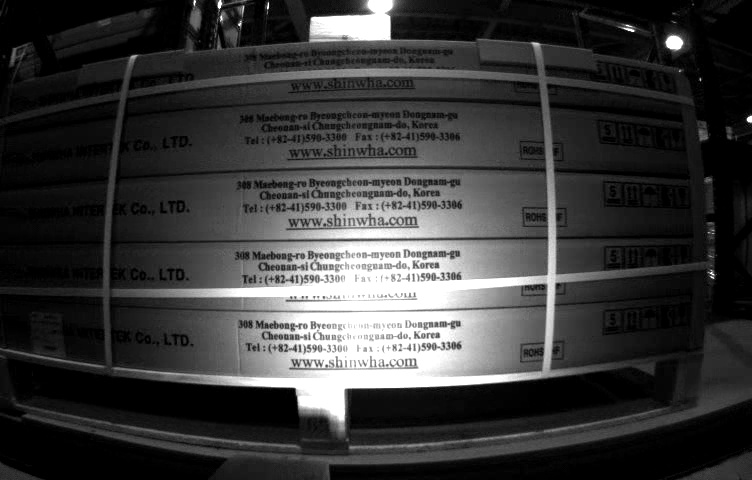 308 Maebong-ro Byeongcheon-myeon Dongnam-gu
Cheonan-si Chungcheongnam-do, Korea
www.shinwha.com
LTD
5
TEK Co., LTD.
308 Maebong-ro Byeongcheon-myeon Dongnam-gu
Cheonan-si Chungcheongnam-do, Korea
Tel : (+82-41)590-3300 Fax : (+82-41)590-3306
www.shinwha.com
ROHS
5
INTERTEK Co., LTD.
308 Maebong-ro Byeongcheon-myeon Dongnam-gu
Cheonan-si Chungcheongnam-do, Korea
Tel : (+82-41)590-3300 Fax : (+82-41)590-3306
www.shinwha.com
ROHS HF
5
INTERTEK Co., LTD.
308 Maebong-ro Byeongcheon-myeon Dongnam-gu
Cheonan-si Chungcheongnam-do, Korea
Tel : (+82-41)590-3300 Fax : (+82-41)590-3306
www.shinwha.com
ROHS HF
5
EK Co., LTD.
308 Maebong-ro Byeongcheon-myeon Dongnam-gu
Cheonan-si Chungcheongnam-do, Korea
Tel : (+82-41)590-3300 Fax : (+82-41)590-3306
www.shinwha.com
ROHS HF
5